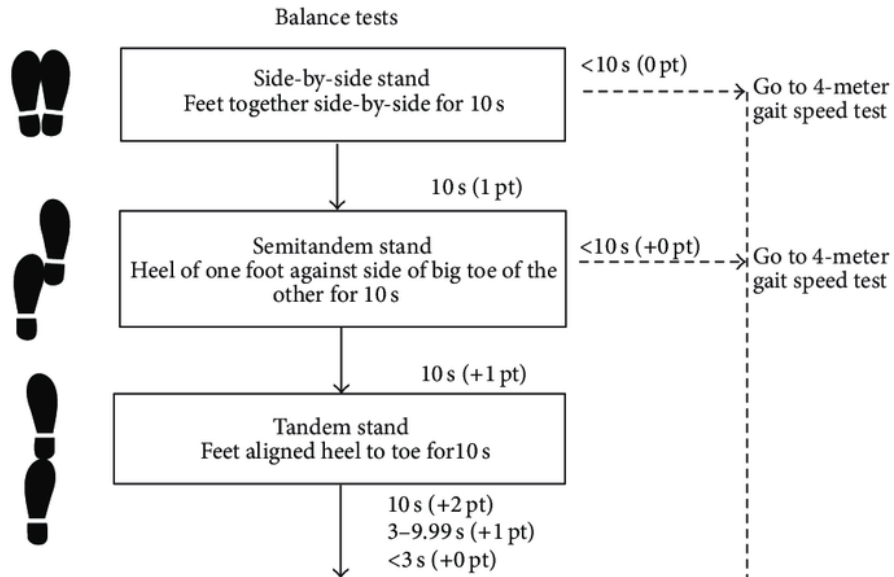 Balance tests
Side-by-side stand
Feet together side-by-side for 10 s
<10 s (0 pt)
Go to 4-meter
gait speed test
10 s (1 pt)
Semitandem stand
Heel of one foot against side of big toe of the
other for 10 s
<10 s (+0 pt)
Go to 4-meter
gait speed test
10 s (+1 pt)
Tandem stand
Feet aligned heel to toe for10 s
10 s (+2 pt)
3–9.99 s (+1 pt)
<3 s (+0 pt)